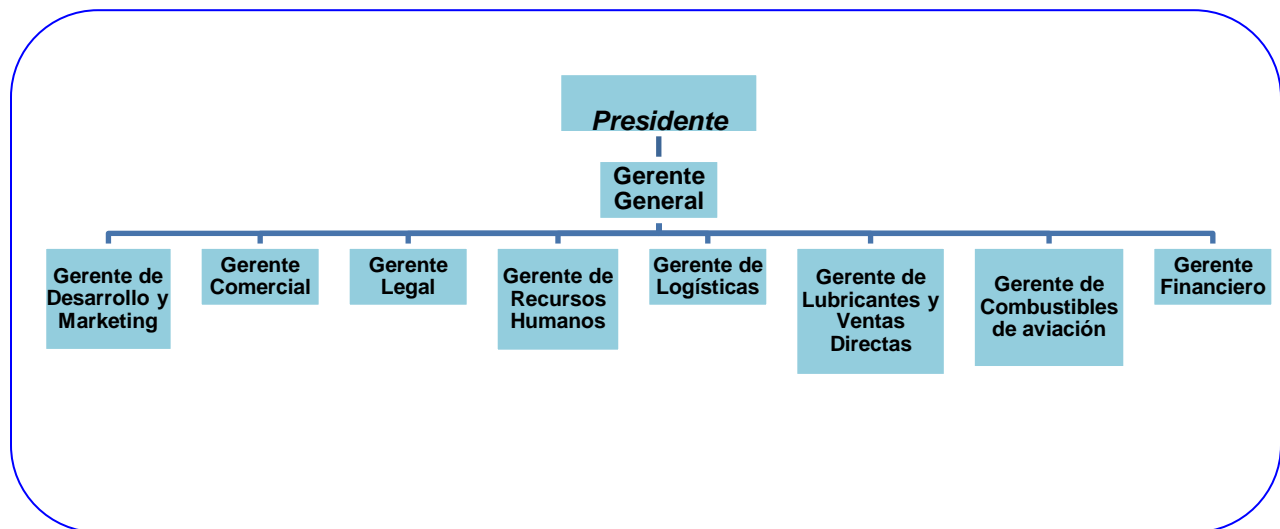 Presidente
Gerente
General
Gerente de
Desarrollo y
Marketing
Gerente
Comercial
Gerente
Legal
Gerente de
Recursos
Humanos
Gerente de
Logísticas
Gerente de
Lubricantes y
Ventas
Directas
Gerente de
Combustibles
de aviación
Gerente
Financiero